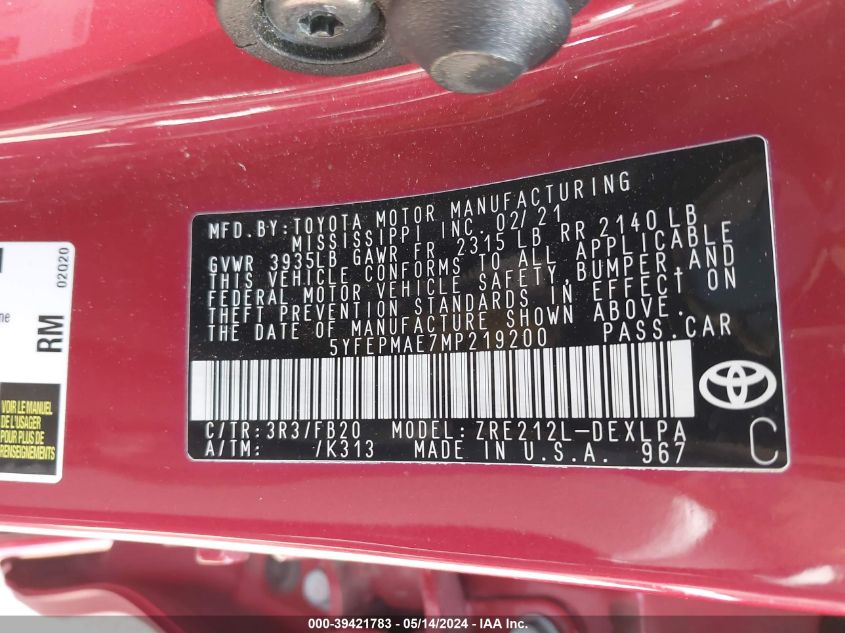 MFD.BY:TOYOTA MOTOR MANUFACTURING
MISSISSIPPI INC. 02/21
GVWR 3935LB GAWR FR 2315 LB RR 2140 LB
THIS VEHICLE CONFORMS TO ALL APPLICABLE
FEDERAL MOTOR VEHICLE SAFETY,BUMPER,AND
THEFT PREVENTION STANDARDS IN EFFECT ON
THE DATE OF MANUFACTURE SHOWN ABOVE.
5YFEPMAE7MP219200 PASS.CAR
C/TR:3R3/FB20 MODEL:ZRE212L-DEXLPA
A/TM: /K313 MADE IN U.S.A. 967
C
02020
RM
VOIR LE MANUEL
DE L'USAGER
POUR PLUS DE
RENSEIGNEMENTS
000-39421783 - 05/14/2024 - IAA Inc.